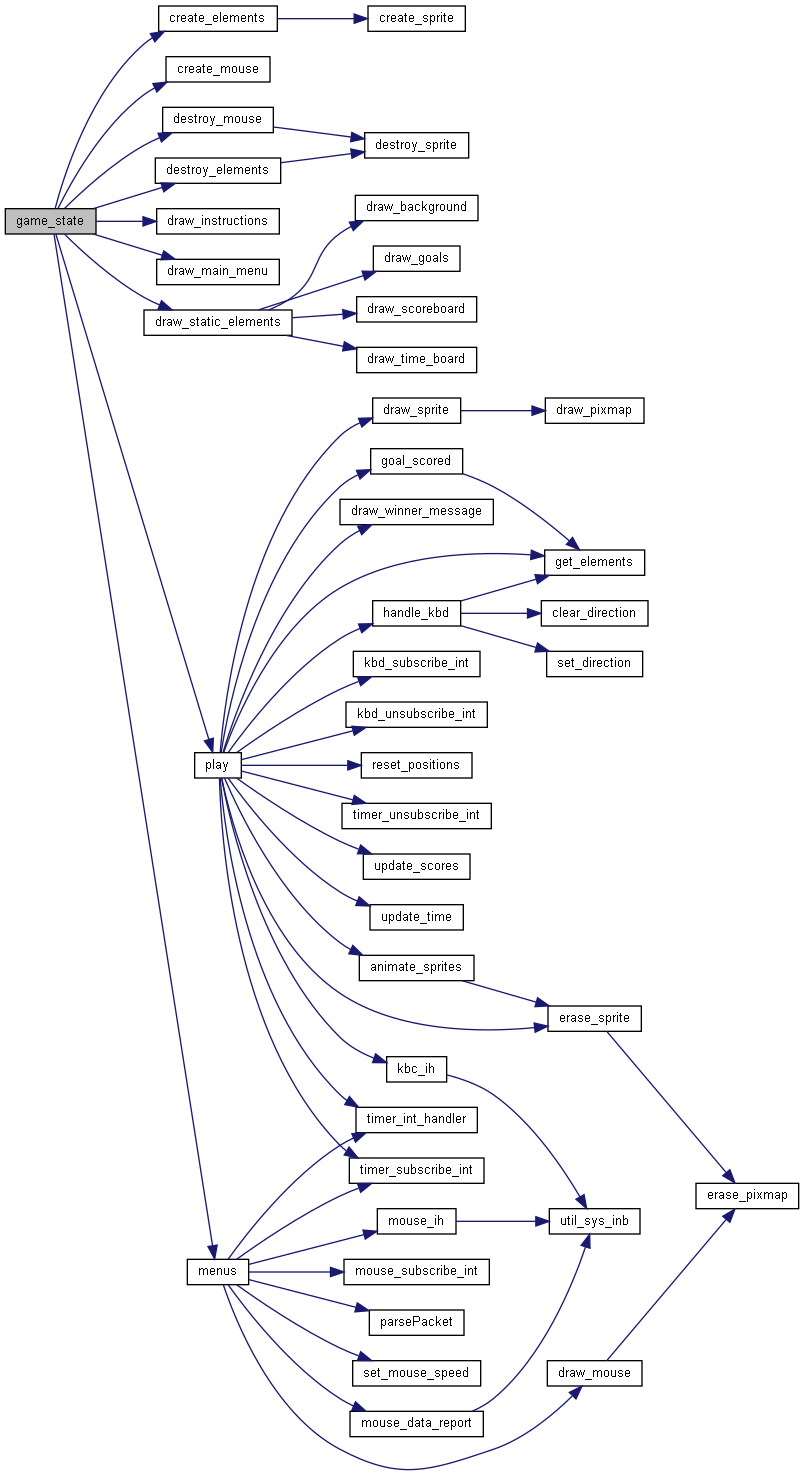 create_elements
create_sprite
create_mouse
destroy_mouse
destroy_sprite
destroy_elements
draw_background
game_state
draw_instructions
draw_goals
draw_main_menu
draw_scoreboard
draw_static_elements
draw_time_board
draw_sprite
draw_pixmap
goal_scored
draw_winner_message
get_elements
handle_kbd
clear_direction
kbd_subscribe_int
set_direction
kbd_unsubscribe_int
play
reset_positions
timer_unsubscribe_int
update_scores
update_time
animate_sprites
erase_sprite
kbc_ih
timer_int_handler
timer_subscribe_int
erase_pixmap
mouse_ih
util_sys_inb
menus
mouse_subscribe_int
parsePacket
set_mouse_speed
draw_mouse
mouse_data_report